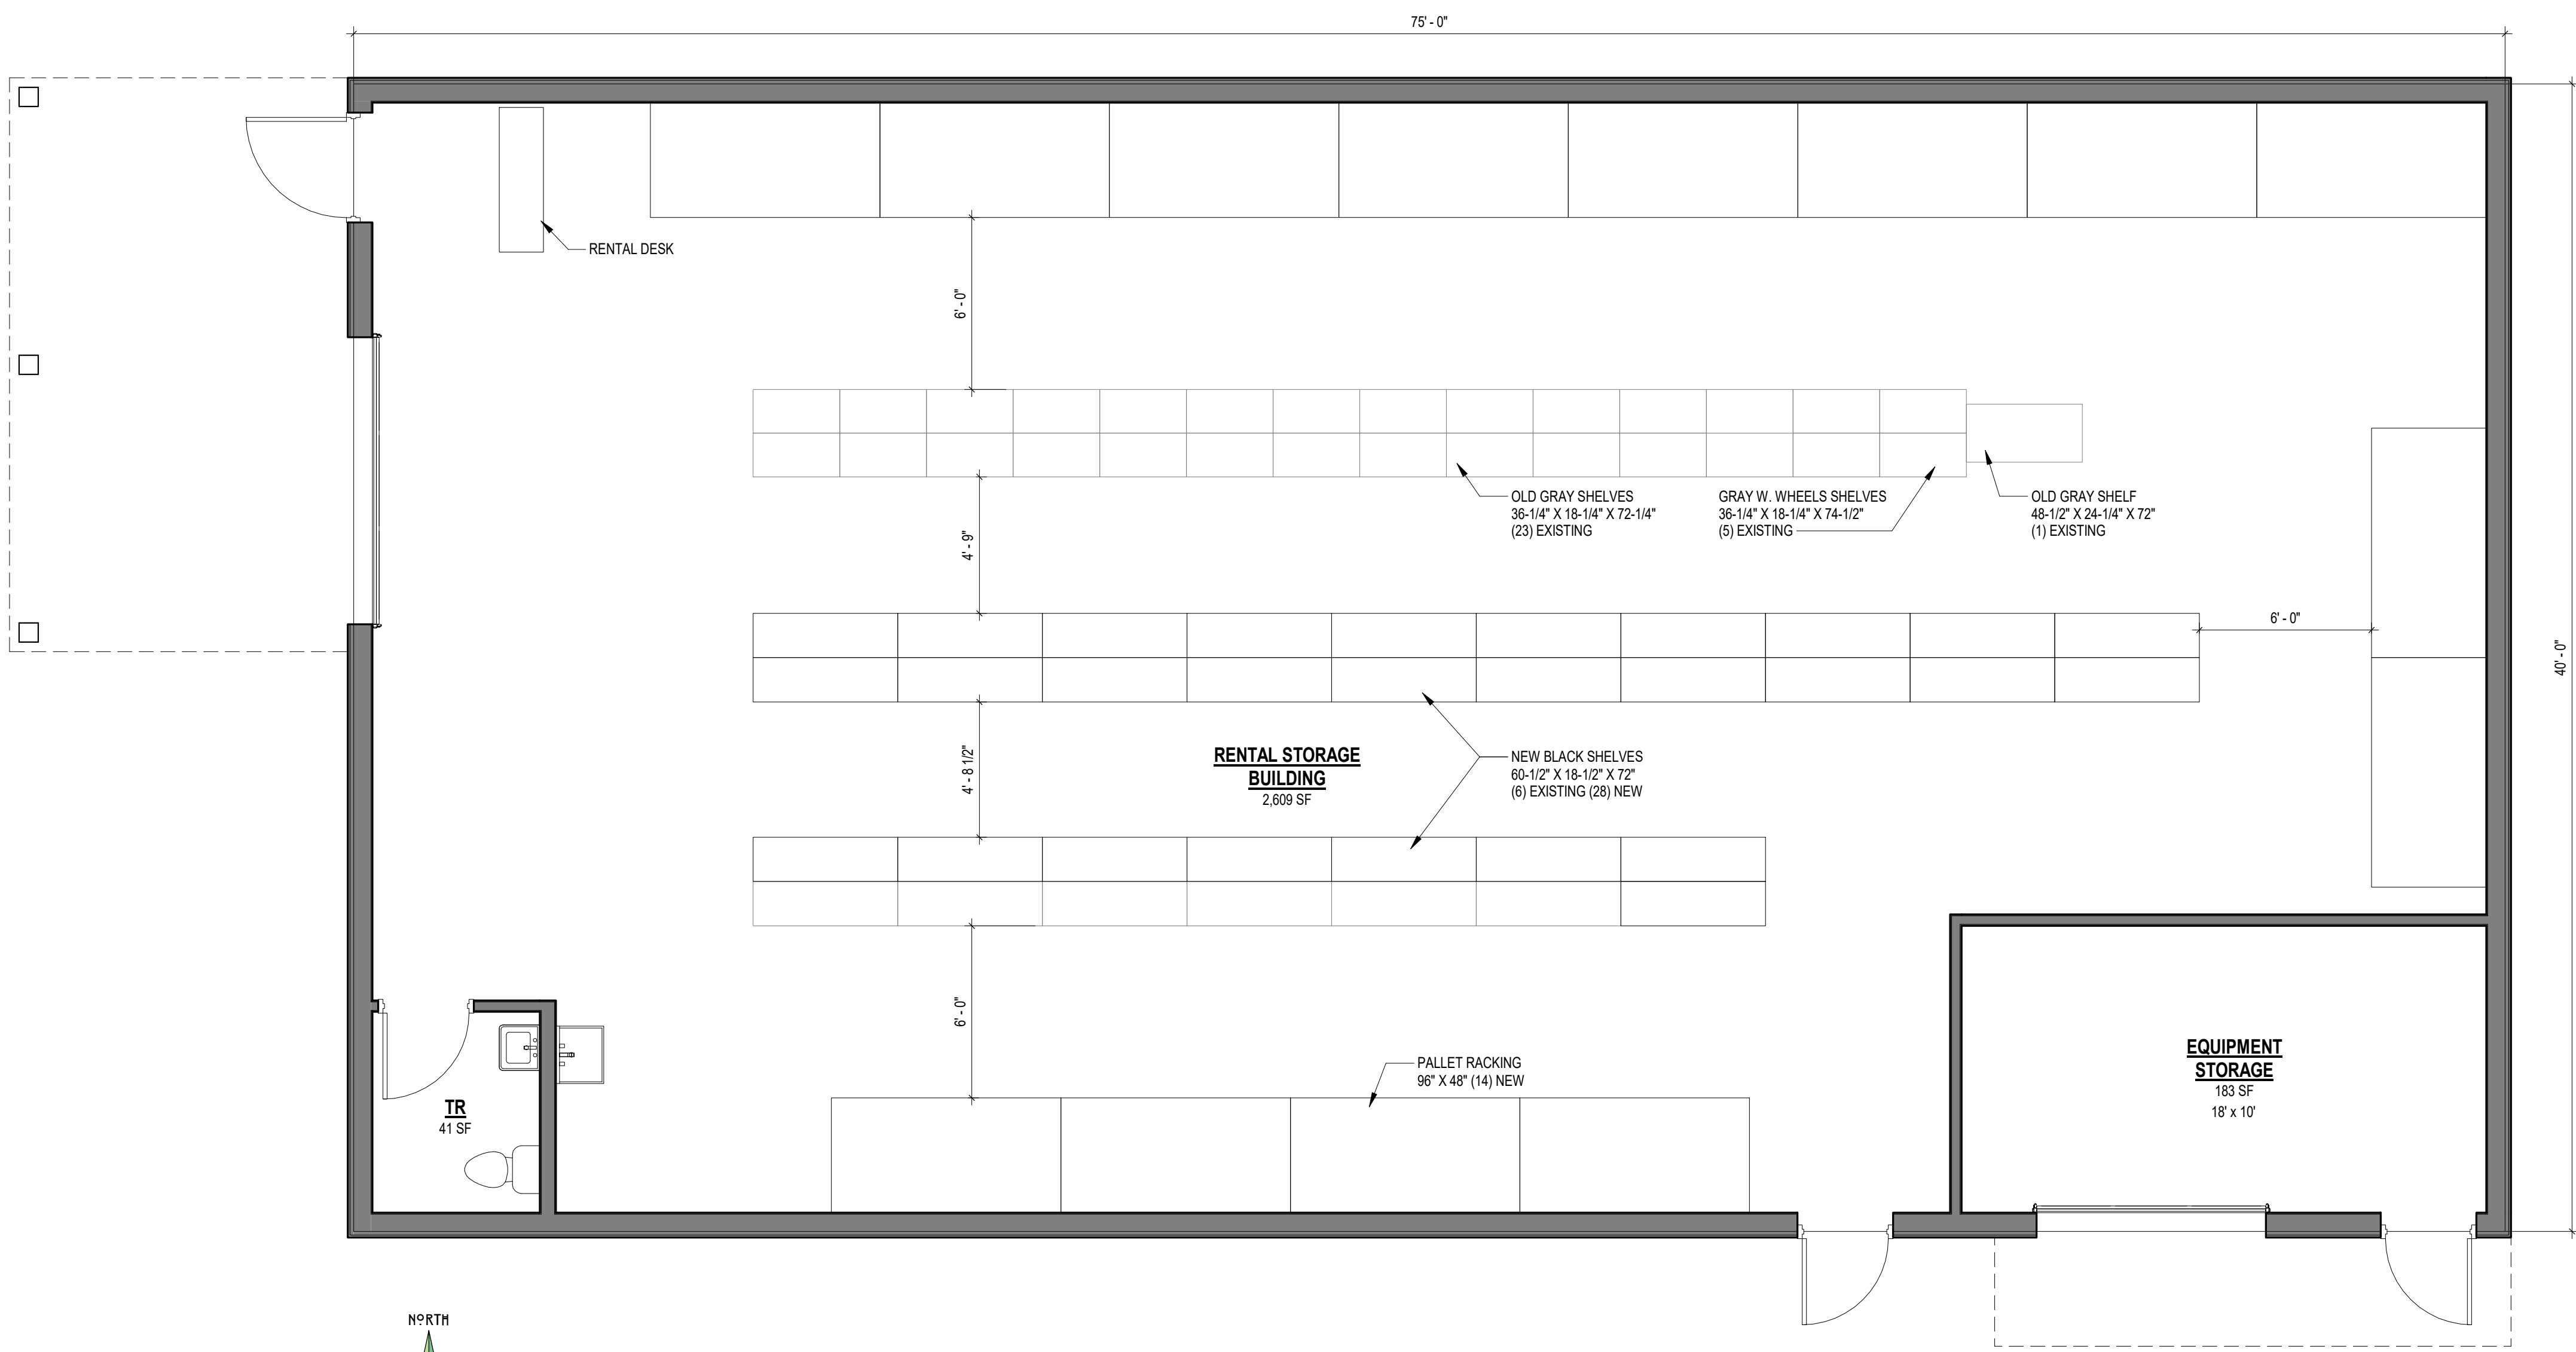 75' - 0"
RENTAL DESK
6' - 0"
OLD GRAY SHELVES
36-1/4" X 18-1/4" X 72-1/4"
(23) EXISTING
GRAY W. WHEELS SHELVES
36-1/4" X 18-1/4" X 74-1/2"
(5) EXISTING
OLD GRAY SHELF
48-1/2" X 24-1/4" X 72"
(1) EXISTING
4' - 9"
6' - 0"
40' - 0"
4' - 8 1/2"
RENTAL STORAGE
BUILDING
2,609 SF
NEW BLACK SHELVES
60-1/2" X 18-1/2" X 72"
(6) EXISTING (28) NEW
6' - 0"
PALLET RACKING
96" X 48" (14) NEW
EQUIPMENT
STORAGE
183 SF
18' x 10'
TR
41 SF
NORTH